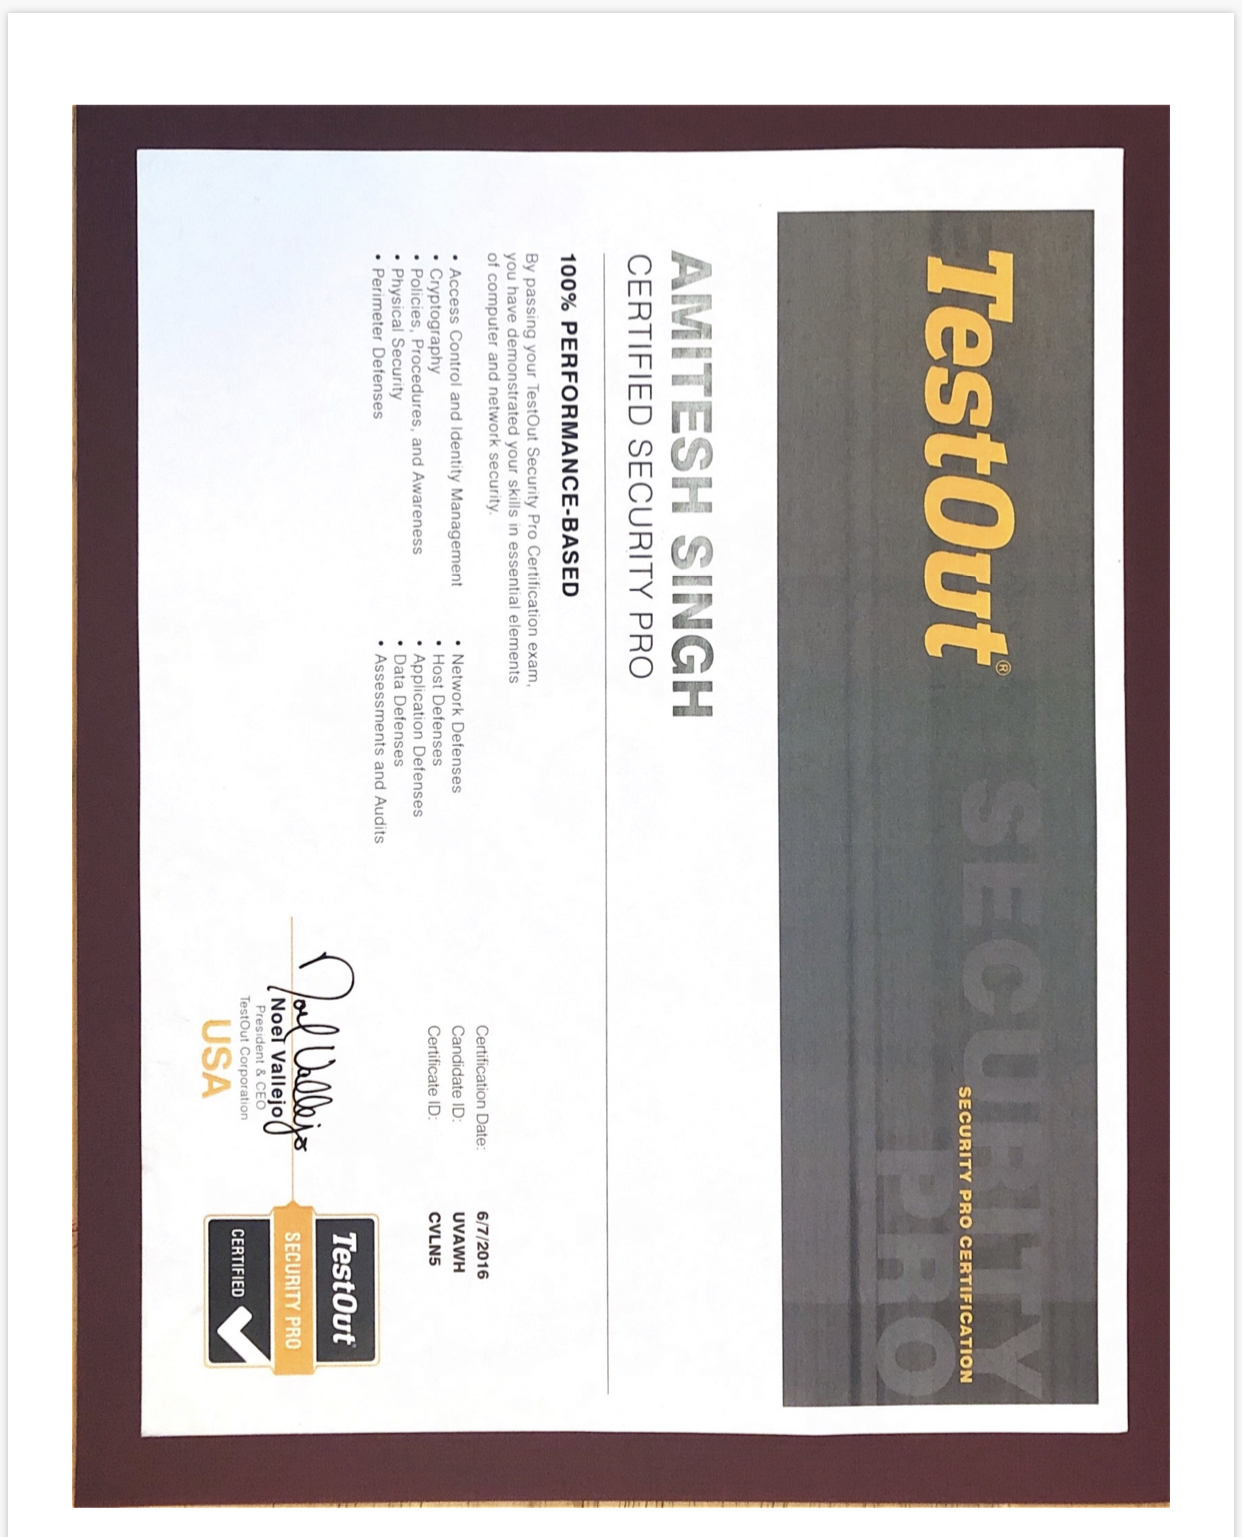 TestOut®
SECURITY
PRO
SECURITY PRO CERTIFICATION
AMITESH SINGH
CERTIFIED SECURITY PRO
100% PERFORMANCE-BASED
By passing your TestOut Security Pro Certification exam,
you have demonstrated your skills in essential elements
of computer and network security.
• Access Control and Identity Management
• Cryptography
• Policies, Procedures, and Awareness
• Physical Security
• Perimeter Defenses
• Network Defenses
• Host Defenses
• Application Defenses
• Data Defenses
• Assessments and Audits
Certification Date: 6/7/2016
Candidate ID: UVAWH
Certificate ID: CVLN5
Noel Vallejo
Noel Vallejo
President & CEO
TestOut Corporation
USA
TestOut
SECURITY PRO
CERTIFIED